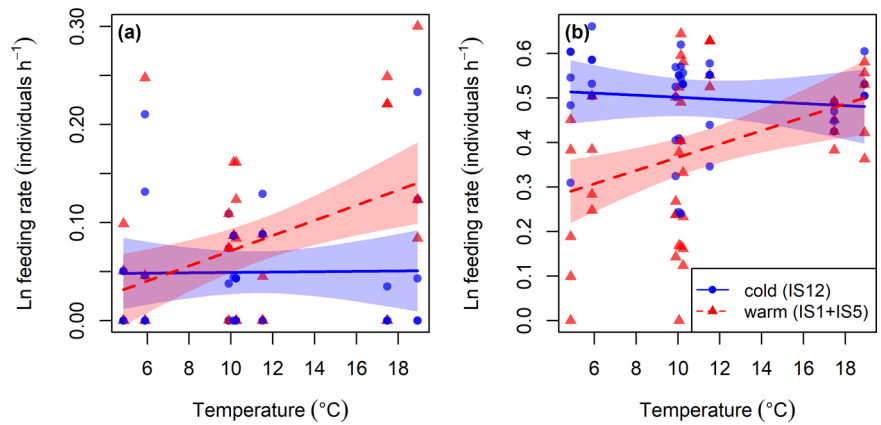 (a)
Ln feeding rate (individuals h⁻¹)
0.30
0.20
0.10
0.00
6 8 10 12 14 16 18
Temperature (°C)
(b)
Ln feeding rate (individuals h⁻¹)
0.6
0.5
0.4
0.3
0.2
0.1
0.0
cold (IS12)
warm (IS1+IS5)
6 8 10 12 14 16 18
Temperature (°C)